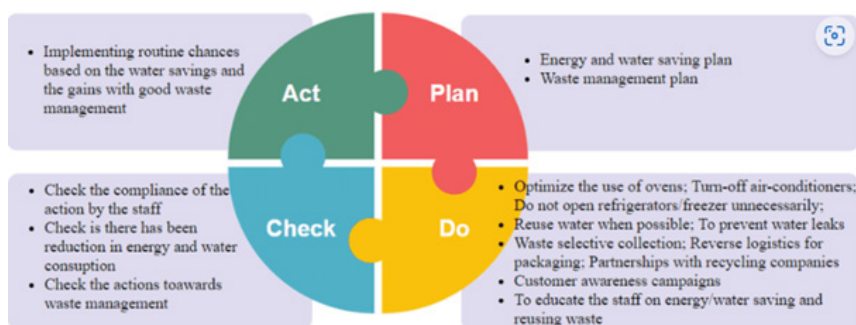 • Implementing routine chances
based on the water savings and
the gains with good waste
management
Act
Plan
• Energy and water saving plan
• Waste management plan
• Check the compliance of the
action by the staff
• Check is there has been
reduction in energy and water
consuption
• Check the actions toawards
waste management
Check
Do
• Optimize the use of ovens; Turn-off air-conditioners;
Do not open refrigerators/freezer unnecessarily;
• Reuse water when possible; To prevent water leaks
• Waste selective collection; Reverse logistics for
packaging; Partnerships with recycling companies
• Customer awareness campaigns
• To educate the staff on energy/water saving and
reusing waste